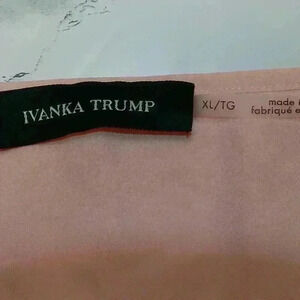 IVANKA TRUMP
XL/TG
made
fabriqué